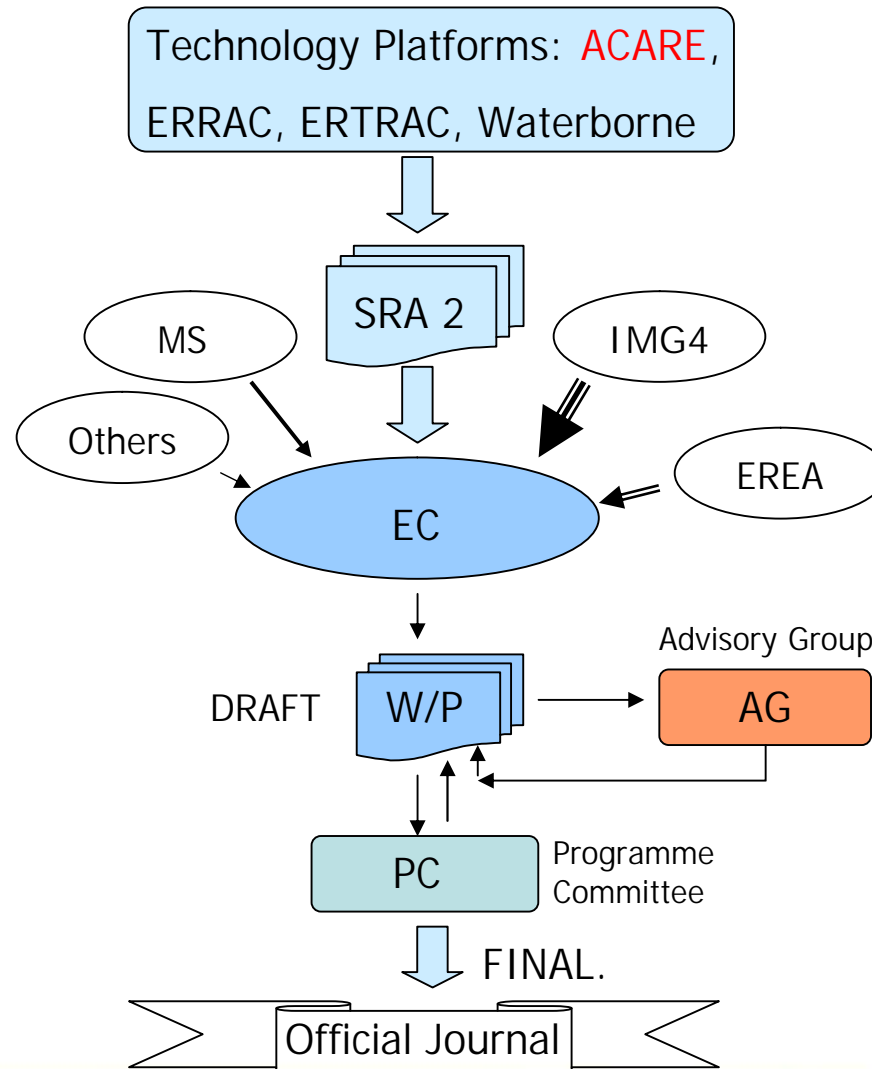 Technology Platforms: ACARE,
ERRAC, ERTRAC, Waterborne
SRA 2
MS
IMG4
Others
EREA
EC
Advisory Group
DRAFT
W/P
AG
PC
Programme
Committee
FINAL.
Official Journal